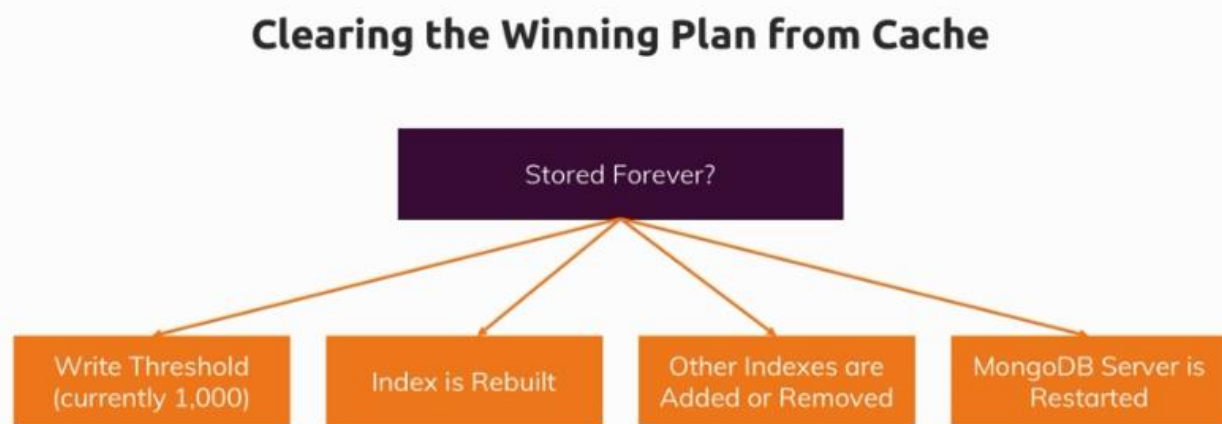 Clearing the Winning Plan from Cache
Stored Forever?
Write Threshold
(currently 1,000)
Index is Rebuilt
Other Indexes are
Added or Removed
MongoDB Server is
Restarted